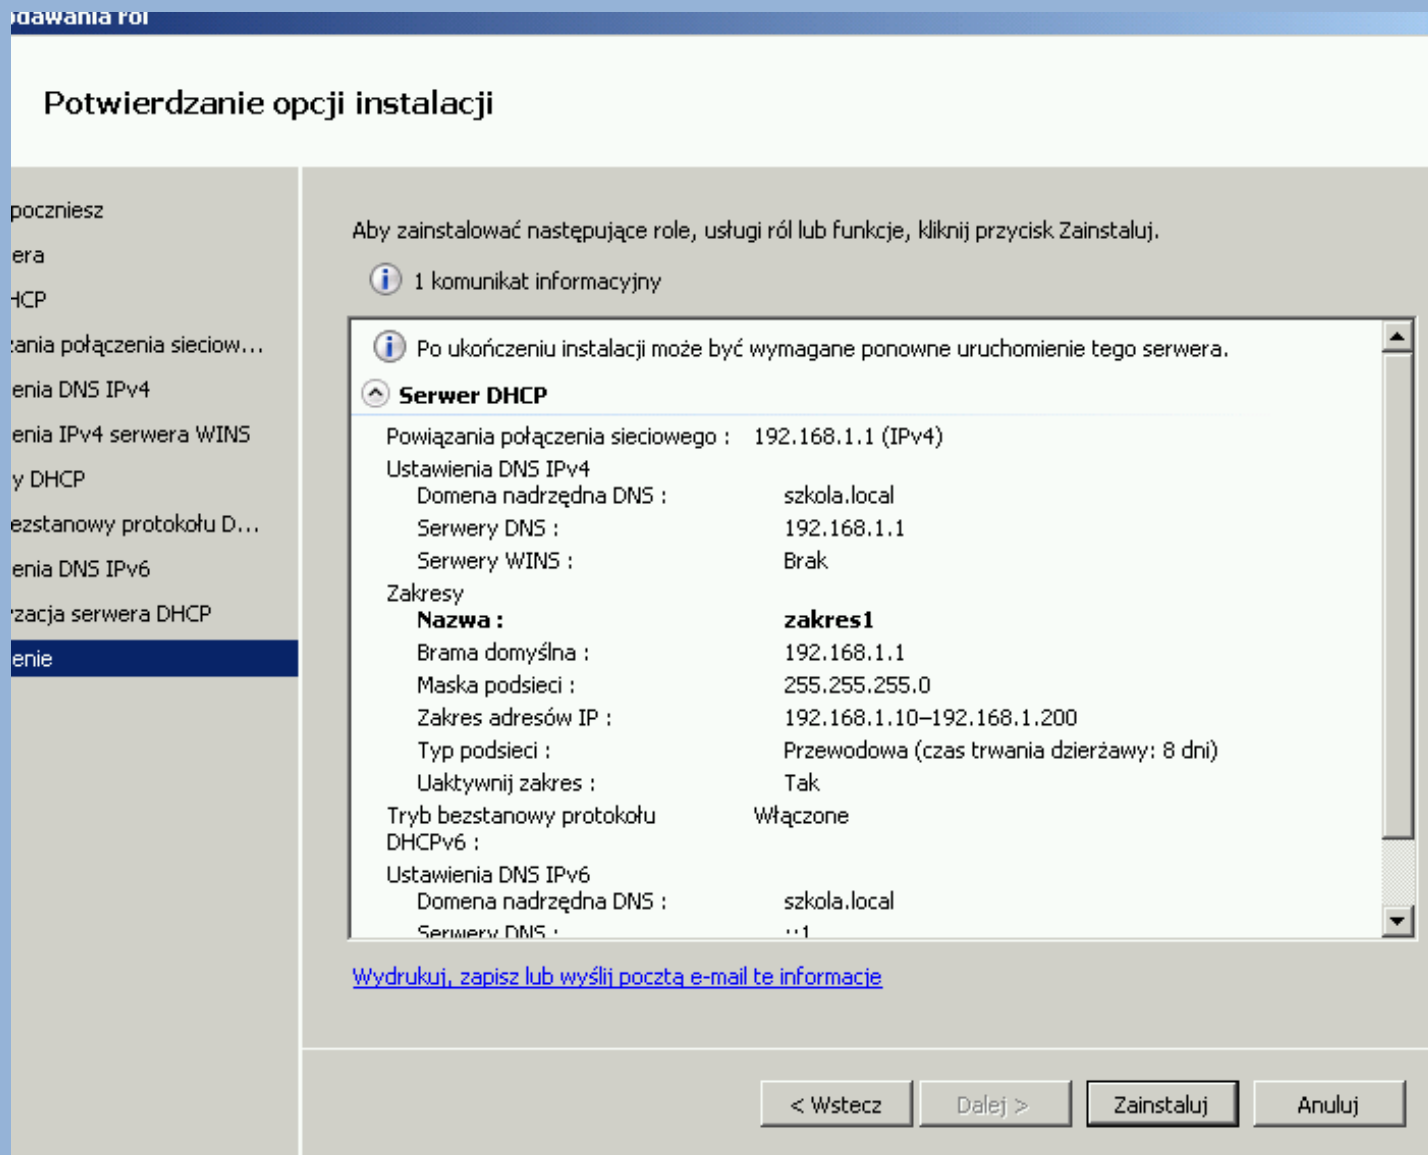 odawania ról
Potwierdzanie opcji instalacji
poczniesz
era
HCP
zania połączenia sieciow...
enia DNS IPv4
enia IPv4 serwera WINS
y DHCP
ezstanowy protokołu D...
enia DNS IPv6
zacja serwera DHCP
enie
Aby zainstalować następujące role, usługi ról lub funkcje, kliknij przycisk Zainstaluj.
1 komunikat informacyjny
Po ukończeniu instalacji może być wymagane ponowne uruchomienie tego serwera.
Serwer DHCP
Powiązania połączenia sieciowego : 192.168.1.1 (IPv4)
Ustawienia DNS IPv4
Domena nadrzędna DNS : szkola.local
Serwery DNS : 192.168.1.1
Serwery WINS : Brak
Zakresy
Nazwa : zakres1
Brama domyślna : 192.168.1.1
Maska podsieci : 255.255.255.0
Zakres adresów IP : 192.168.1.10–192.168.1.200
Typ podsieci : Przewodowa (czas trwania dzierżawy: 8 dni)
Uaktywnij zakres : Tak
Tryb bezstanowy protokołu Włączone
DHCPv6 :
Ustawienia DNS IPv6
Domena nadrzędna DNS : szkola.local
Serwery DNS : ::1
Wydrukuj, zapisz lub wyślij pocztą e-mail te informacje
< Wstecz
Dalej >
Zainstaluj
Anuluj